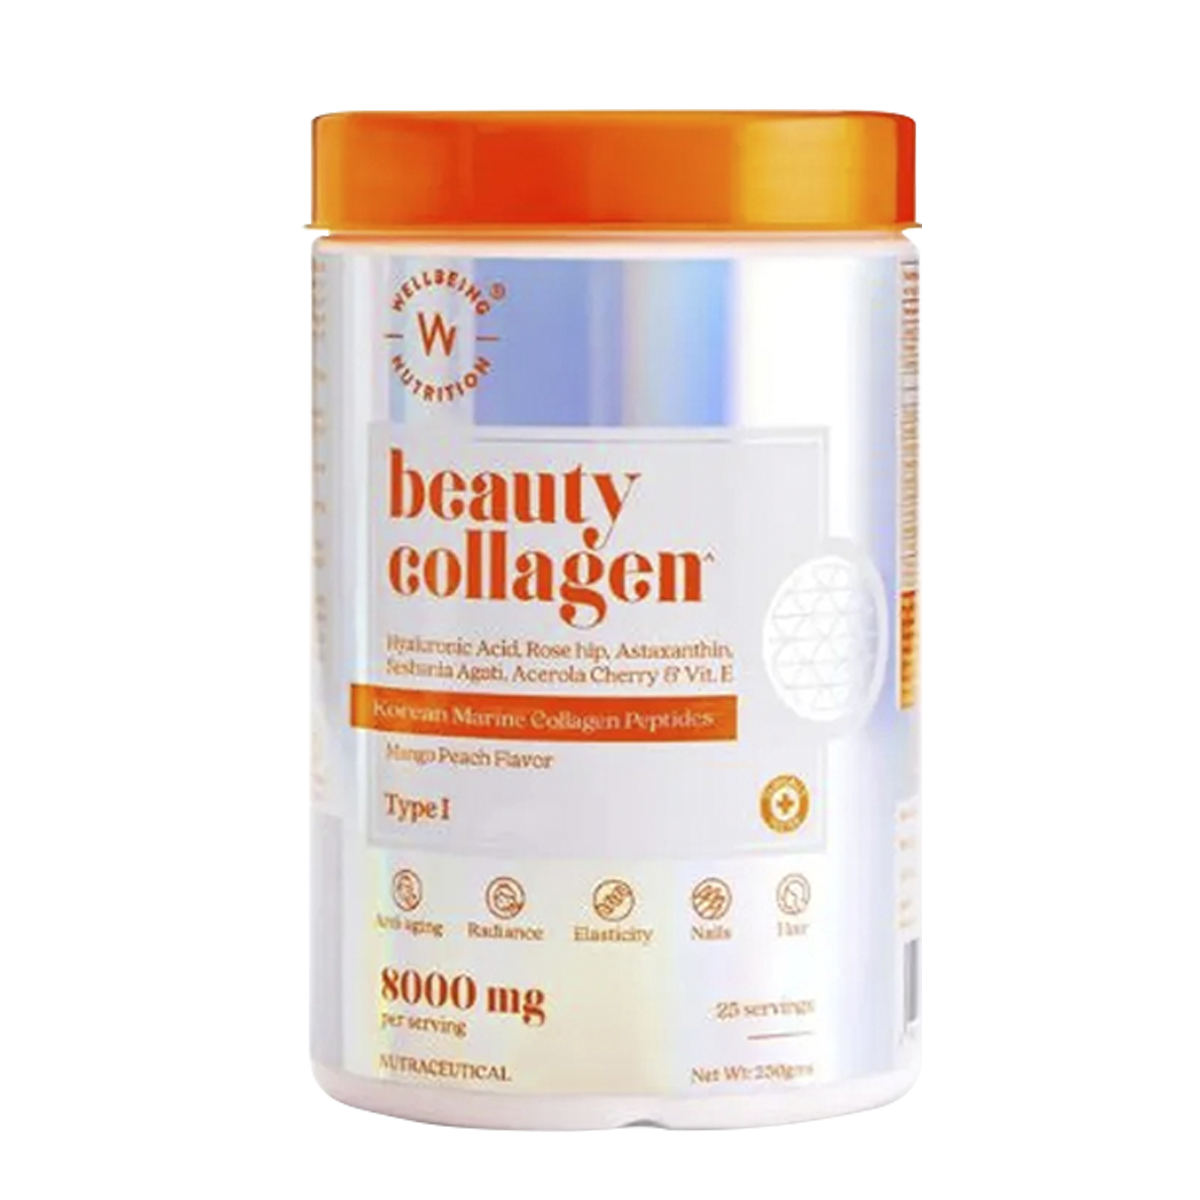 WELLBEING®
W
NUTRITION
beauty
collagen^
Hyaluronic Acid, Rose hip, Astaxanthin,
Sesbania Agati, Acerola Cherry & Vit. E
Korean Marine Collagen Peptides
Mango Peach Flavor
Type I
Anti aging Radiance Elasticity Nails Hair
8000 mg
per serving
25 servings
NUTRACEUTICAL
Net Wt: 250gms